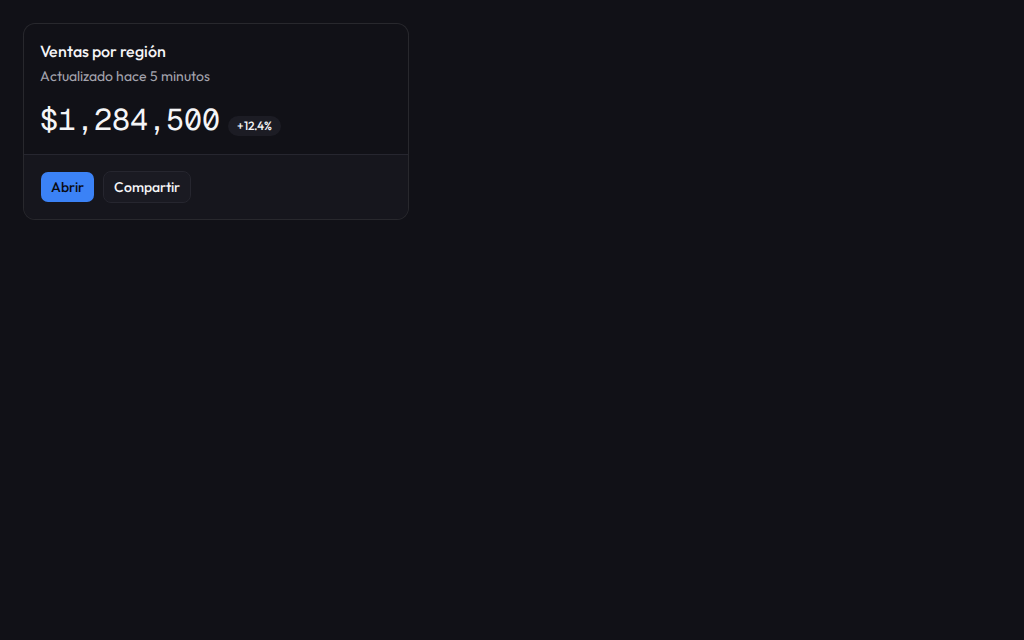 Ventas por región
Actualizado hace 5 minutos
$1,284,500 +12.4%
Abrir Compartir